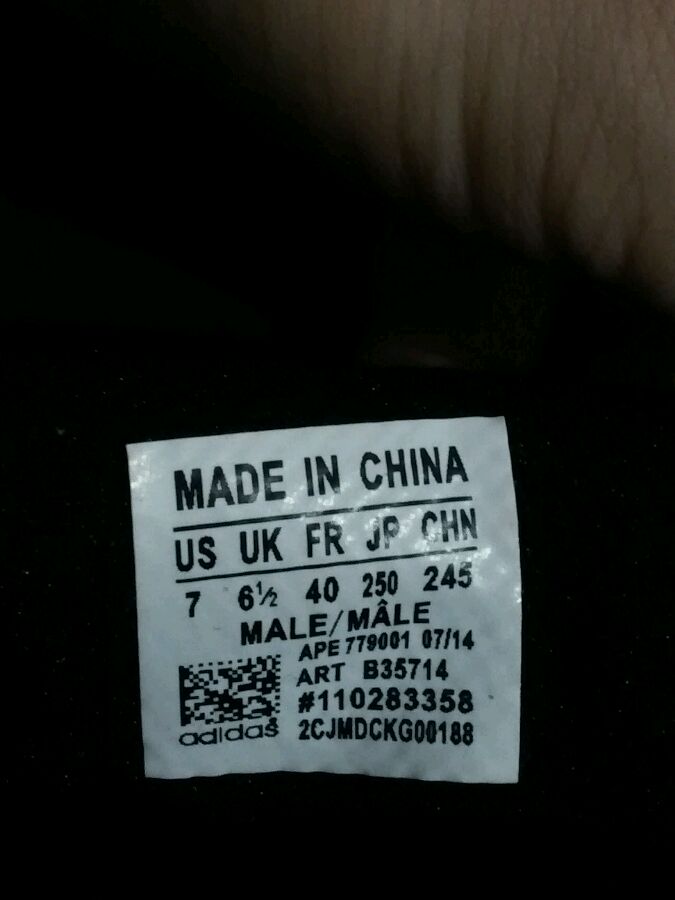 MADE IN CHINA
US UK FR JP CHN
7 6½ 40 250 245
MALE/MÂLE
APE 779001 07/14
ART B35714
#110283358
adidas 2CJMDCKG00188